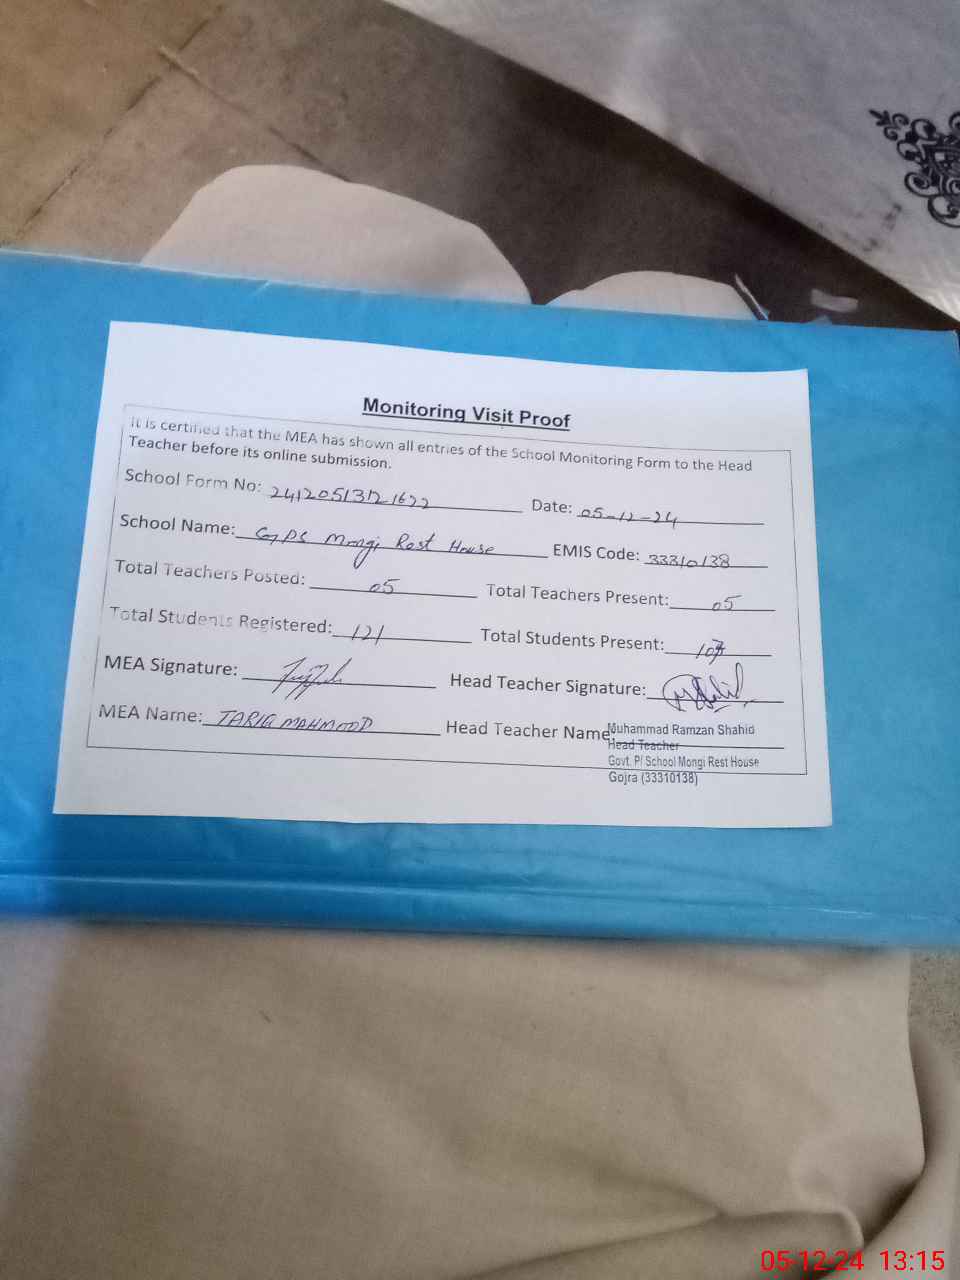 Monitoring Visit Proof
It is certified that the MEA has shown all entries of the School Monitoring Form to the Head
Teacher before its online submission.
School Form No: Date: 05-12-24
School Name: GPS Mongi Rest House EMIS Code: 33310138
Total Teachers Posted: 05 Total Teachers Present: 05
Total Students Registered: 121 Total Students Present:
MEA Signature: Head Teacher Signature:
MEA Name: TARIQ MAHMOOD Head Teacher Name
Muhammad Ramzan Shahid
Head Teacher
Govt. P/ School Mongi Rest House
Gojra (33310138)
05-12-24 13:15